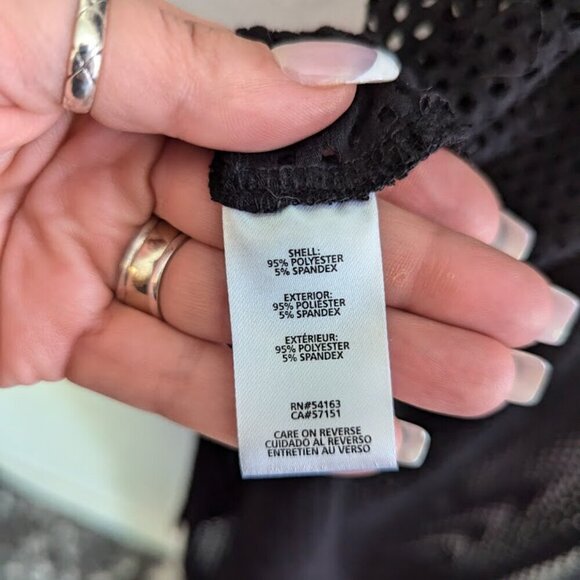 SHELL:
95% POLYESTER
5% SPANDEX
EXTERIOR:
95% POLIESTER
5% SPANDEX
EXTÉRIEUR:
95% POLYESTER
5% SPANDEX
RN#54163
CA#57151
CARE ON REVERSE
CUIDADO AL REVERSO
ENTRETIEN AU VERSO